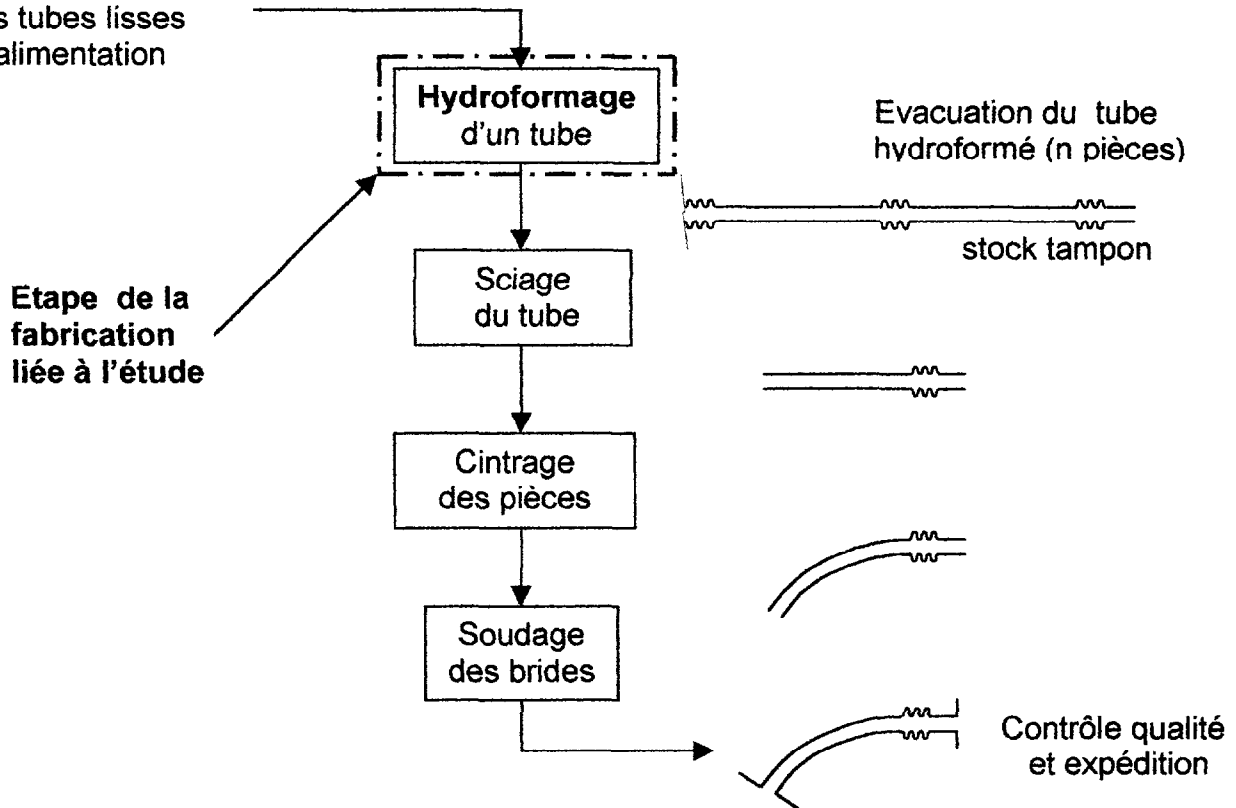 s tubes lisses
alimentation
Hydroformage
d'un tube
Evacuation du tube
hydroformé (n pièces)
stock tampon
Etape de la
fabrication
liée à l'étude
Sciage
du tube
Cintrage
des pièces
Soudage
des brides
Contrôle qualité
et expédition